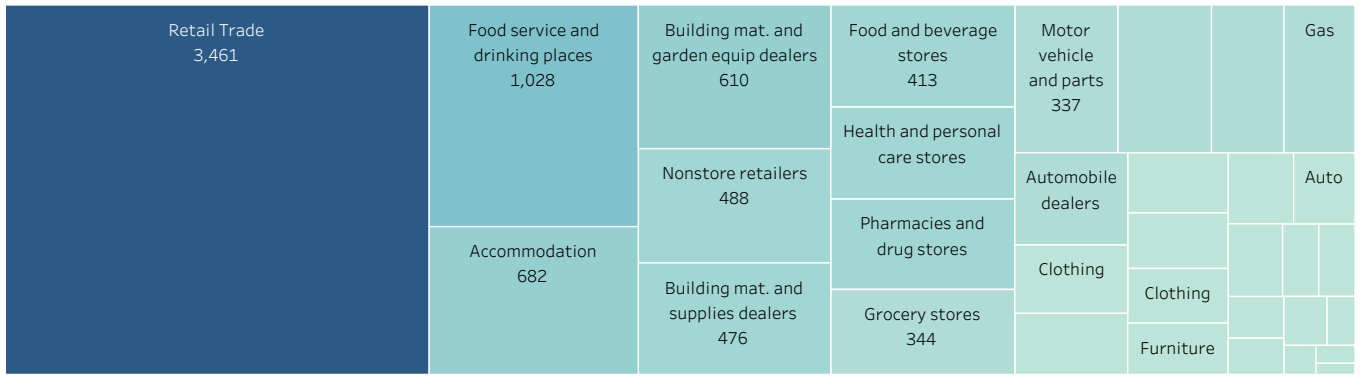 Retail Trade
3,461
Food service and
drinking places
1,028
Accommodation
682
Building mat. and
garden equip dealers
610
Nonstore retailers
488
Building mat. and
supplies dealers
476
Food and beverage
stores
413
Health and personal
care stores
Pharmacies and
drug stores
Grocery stores
344
Motor
vehicle
and parts
337
Gas
Automobile
dealers
Auto
Clothing
Clothing
Furniture